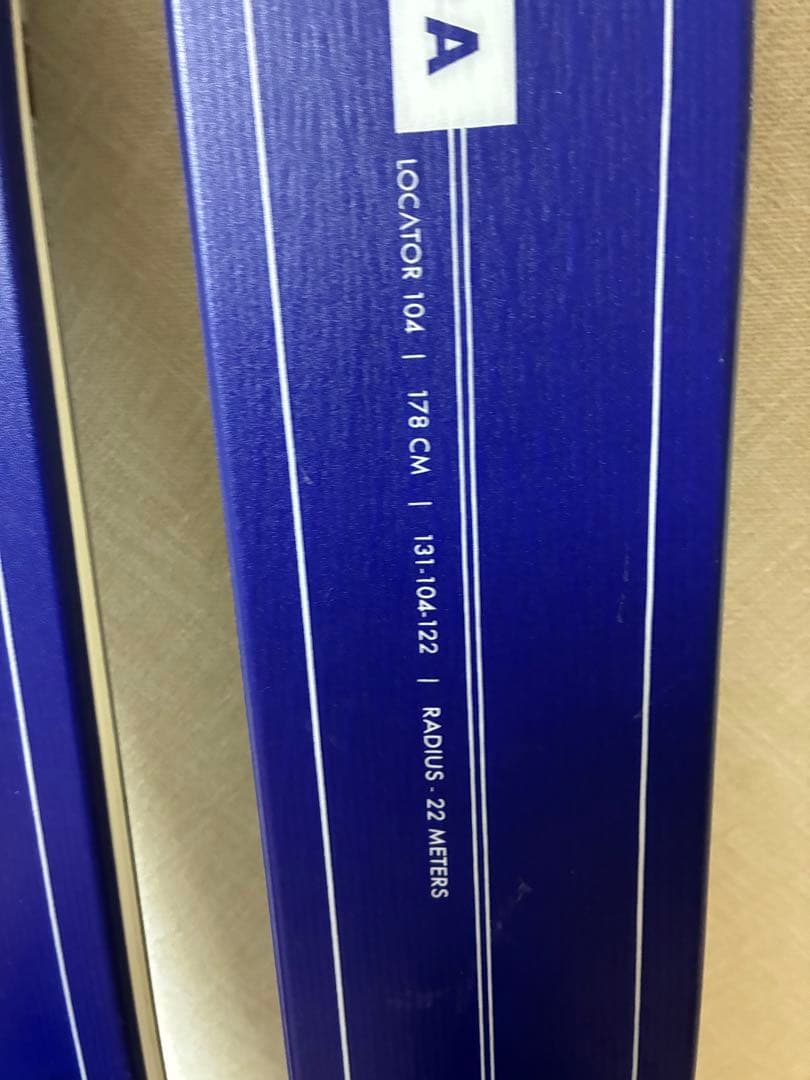 A
LOCATOR 104 | 178 CM | 131-104-122 | RADIUS - 22 METERS